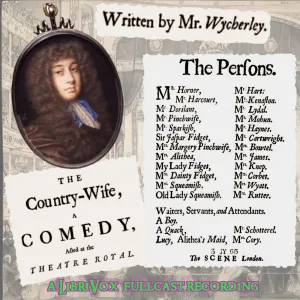 Written by Mr. Wycherley.
The Persons.
Mr. Horner, Mr. Hart:
Mr. Harcourt, Mr. Kenaston.
Mr. Dorilant, Mr. Lydal.
Mr. Pinchwife, Mr. Mohun.
Mr. Sparkish, Mr. Haynes.
Sir Jaspar Fidget, Mr. Cartwright.
Mrs. Margery Pinchwife, Mrs. Bowtel.
Mrs. Alithea, Mrs. James.
My Lady Fidget, Mrs. Knep.
Mrs. Dainty Fidget, Mrs. Corbet.
Mrs. Squeamish. Mrs. Wyatt.
Old Lady Squeamish. Mrs. Rutter.
Waiters, Servants, and Attendants.
A Boy.
A Quack, Mr. Schotterel.
Lucy, Alithea's Maid, Mrs. Cory.
The SCENE London.
THE
Country-Wife,
A
COMEDY,
Acted at the
THEATRE ROYAL.
A LIBRIVOX FULLCAST RECORDING